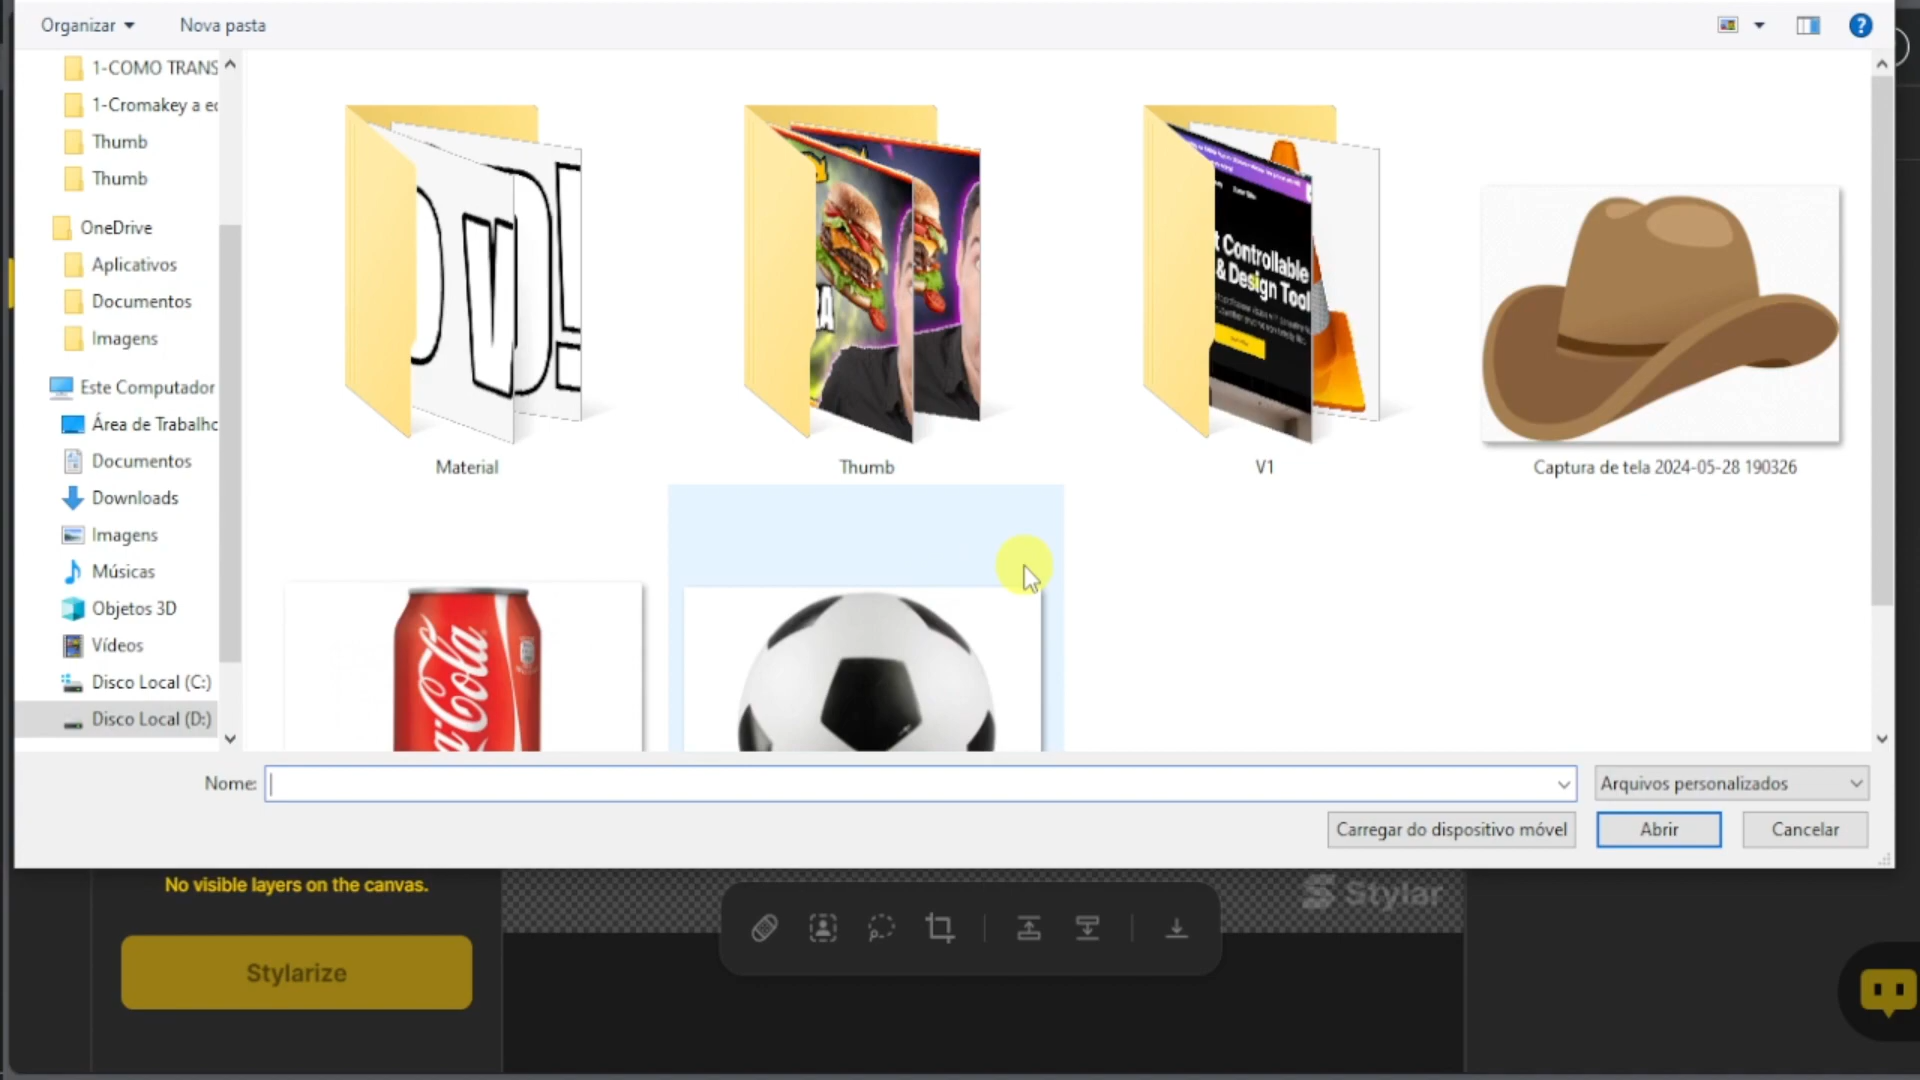 Organizar
Nova pasta
1-COMO TRANS
1-Cromakey a ec
Thumb
Thumb
OneDrive
Aplicativos
Documentos
Imagens
Este Computador
Área de Trabalho
Documentos
Downloads
Imagens
Músicas
Objetos 3D
Vídeos
Disco Local (C:)
Disco Local (D:)
t Controllable
& Design Tool
RA
Material
Thumb
V1
Captura de tela 2024-05-28 190326
a-Cola
Nome:
Arquivos personalizados
Carregar do dispositivo móvel
Abrir
Cancelar
No visible layers on the canvas.
Stylar
Stylarize